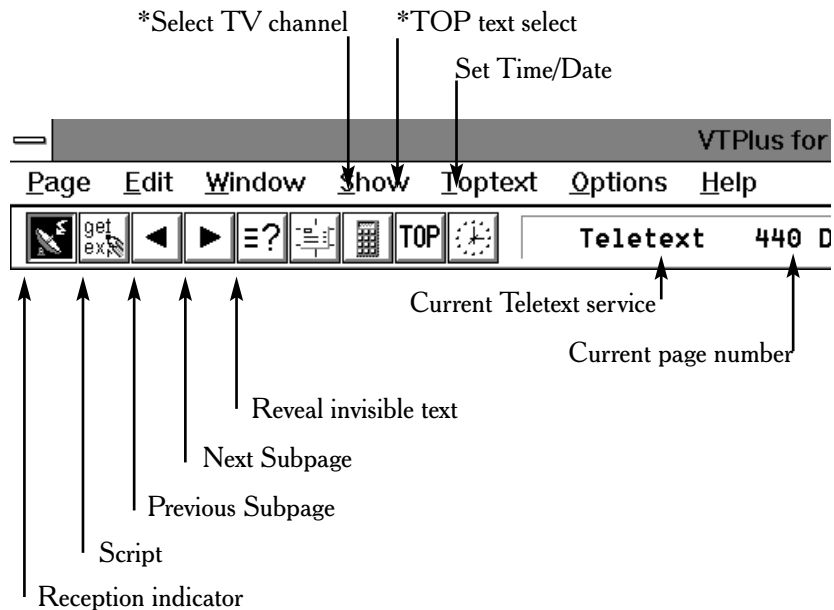 *Select TV channel *TOP text select
Set Time/Date
VTPlus for
Page Edit Window Show Toptext Options Help
get
ex
≡? TOP Teletext 440 D
Current Teletext service
Current page number
Reveal invisible text
Next Subpage
Previous Subpage
Script
Reception indicator